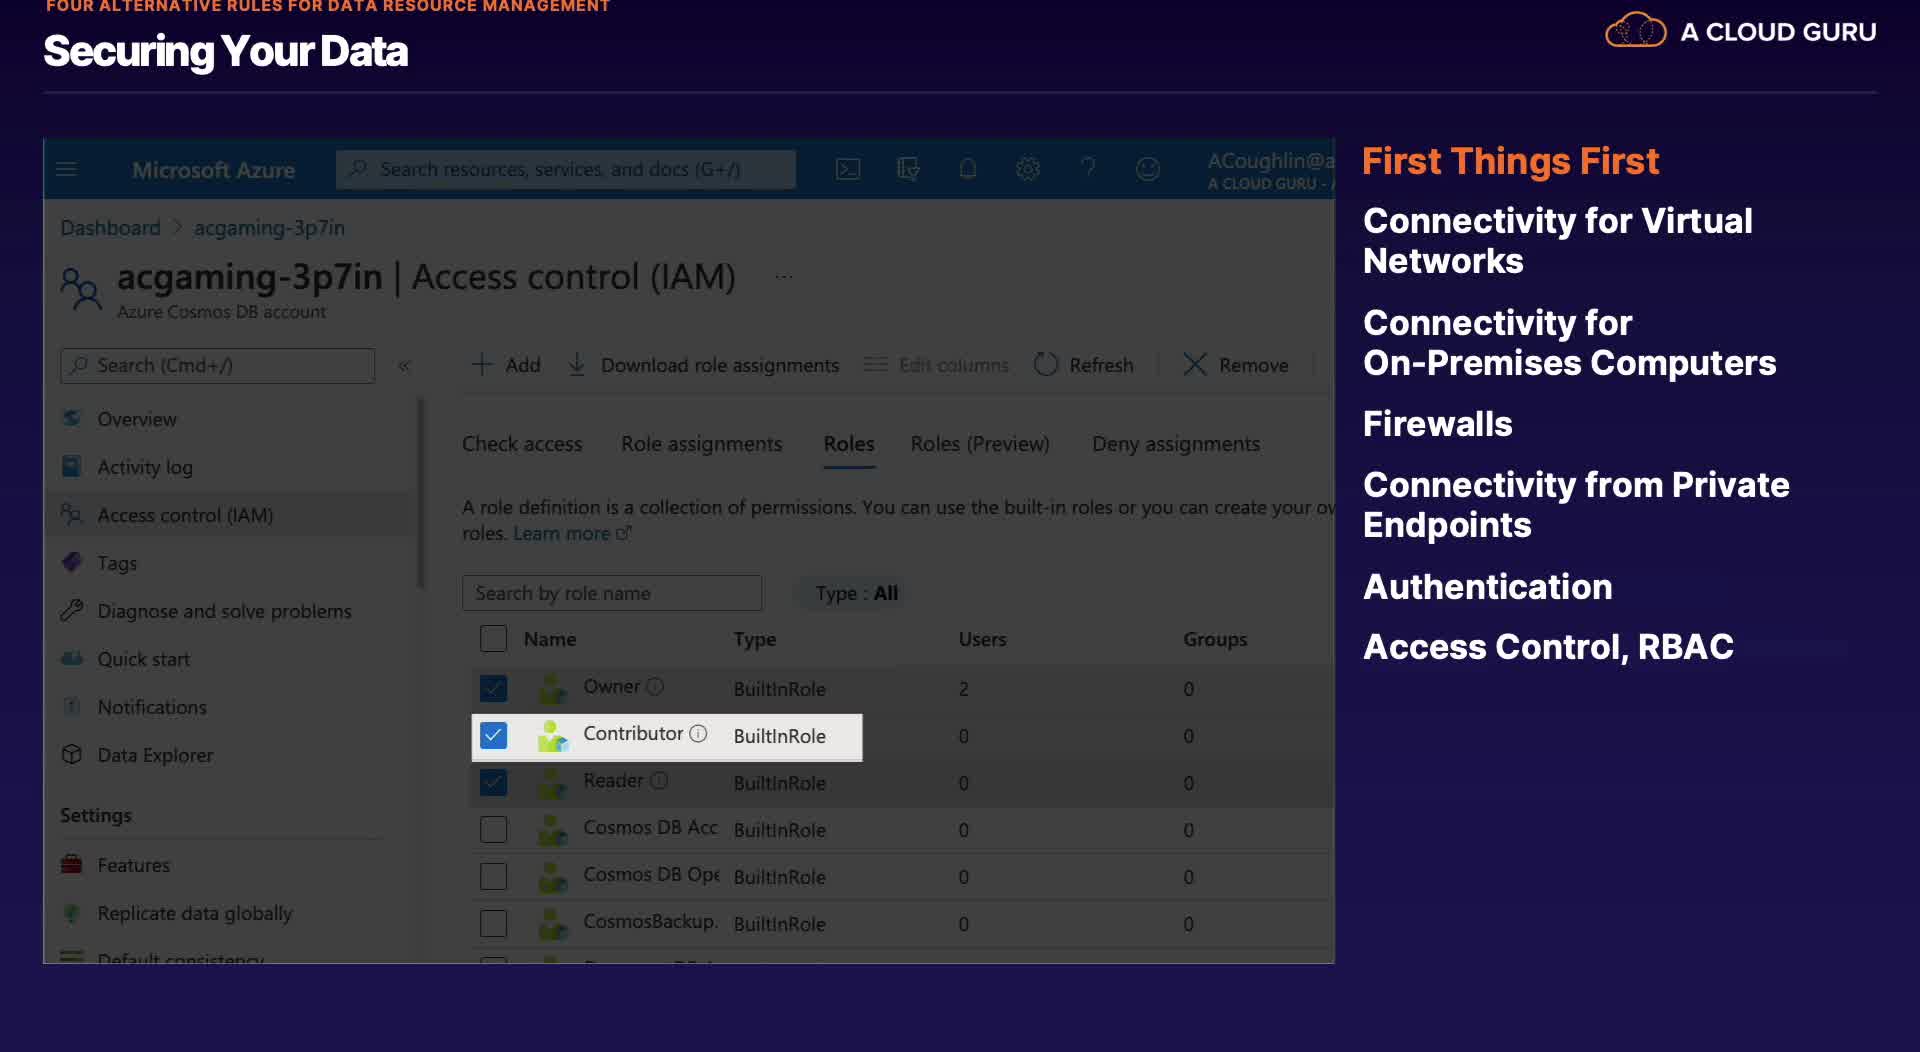 FOUR ALTERNATIVE RULES FOR DATA RESOURCE MANAGEMENT
Securing Your Data
A CLOUD GURU
Microsoft Azure
Search resources, services, and docs (G+/)
ACoughlin@a
A CLOUD GURU -
Dashboard > acgaming-3p7in
acgaming-3p7in | Access control (IAM) ...
Azure Cosmos DB account
Search (Cmd+/)
«
Add
Download role assignments
Edit columns
Refresh
Remove
Overview
Activity log
Access control (IAM)
Tags
Diagnose and solve problems
Quick start
Notifications
Data Explorer
Settings
Features
Replicate data globally
Default consistency
Check access
Role assignments
Roles
Roles (Preview)
Deny assignments
A role definition is a collection of permissions. You can use the built-in roles or you can create your ow
roles. Learn more
Search by role name
Type : All
Name Type Users Groups
Owner BuiltInRole 2 0
Contributor BuiltInRole 0 0
Reader BuiltInRole 0 0
Cosmos DB Acc BuiltInRole 0 0
Cosmos DB Ope BuiltInRole 0 0
CosmosBackup. BuiltInRole 0 0
First Things First
Connectivity for Virtual
Networks
Connectivity for
On-Premises Computers
Firewalls
Connectivity from Private
Endpoints
Authentication
Access Control, RBAC